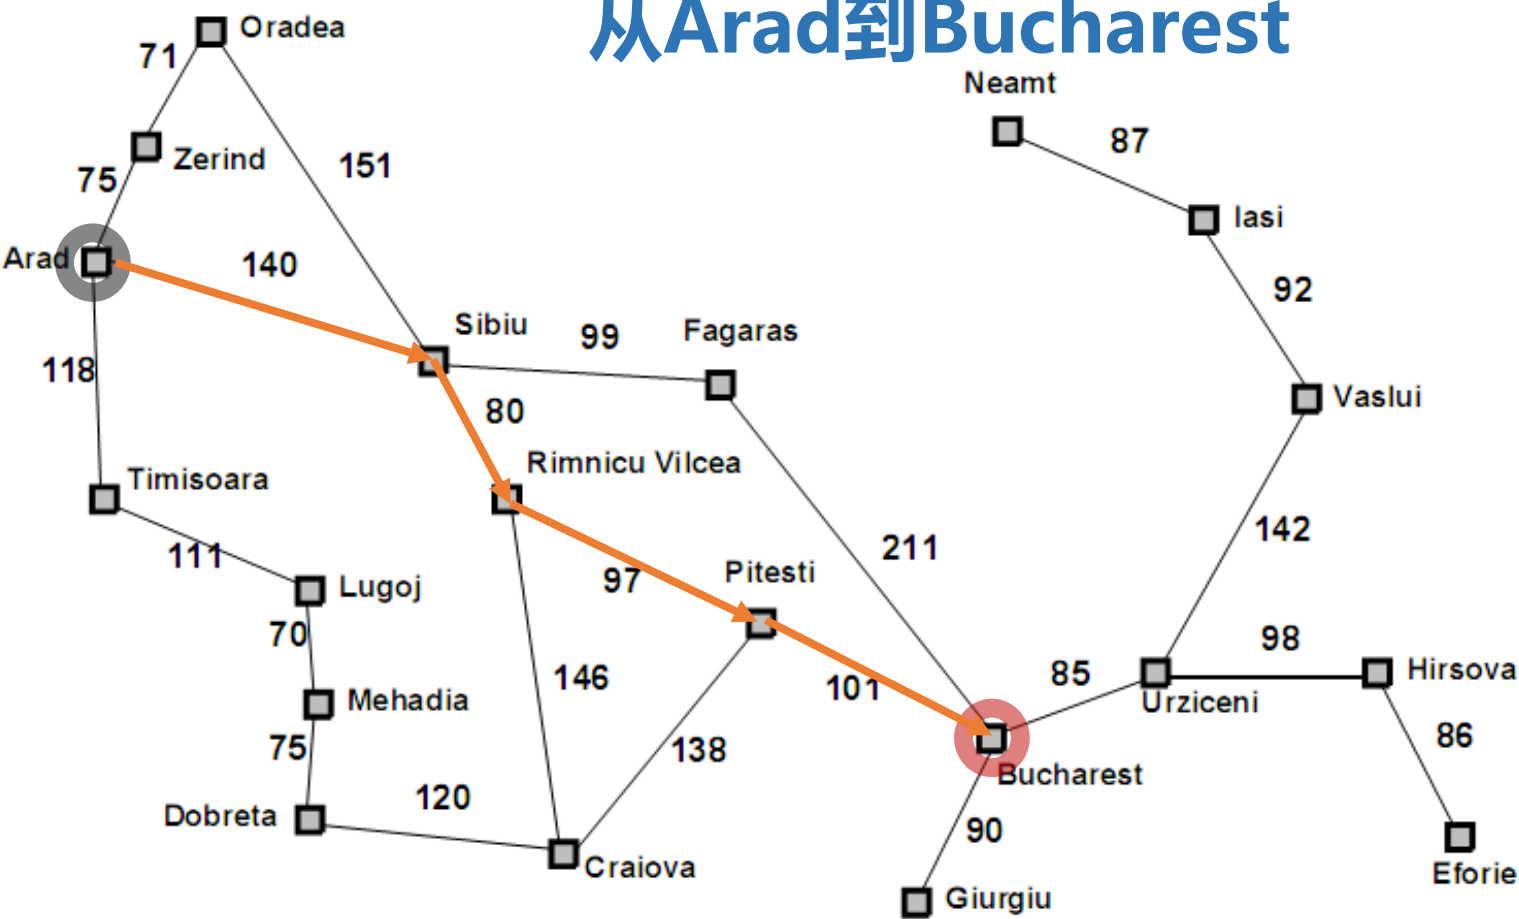 从Arad到Bucharest
Oradea
71
Neamt
87
Zerind
151
75
Iasi
Arad
140
92
Sibiu
99
Fagaras
118
80
Vaslui
Rimnicu Vilcea
Timisoara
142
111
211
Lugoj
97
Pitesti
70
98
Mehadia
146
101
85
Hirsova
Urziceni
75
138
86
Bucharest
Dobreta
120
90
Craiova
Eforie
Giurgiu